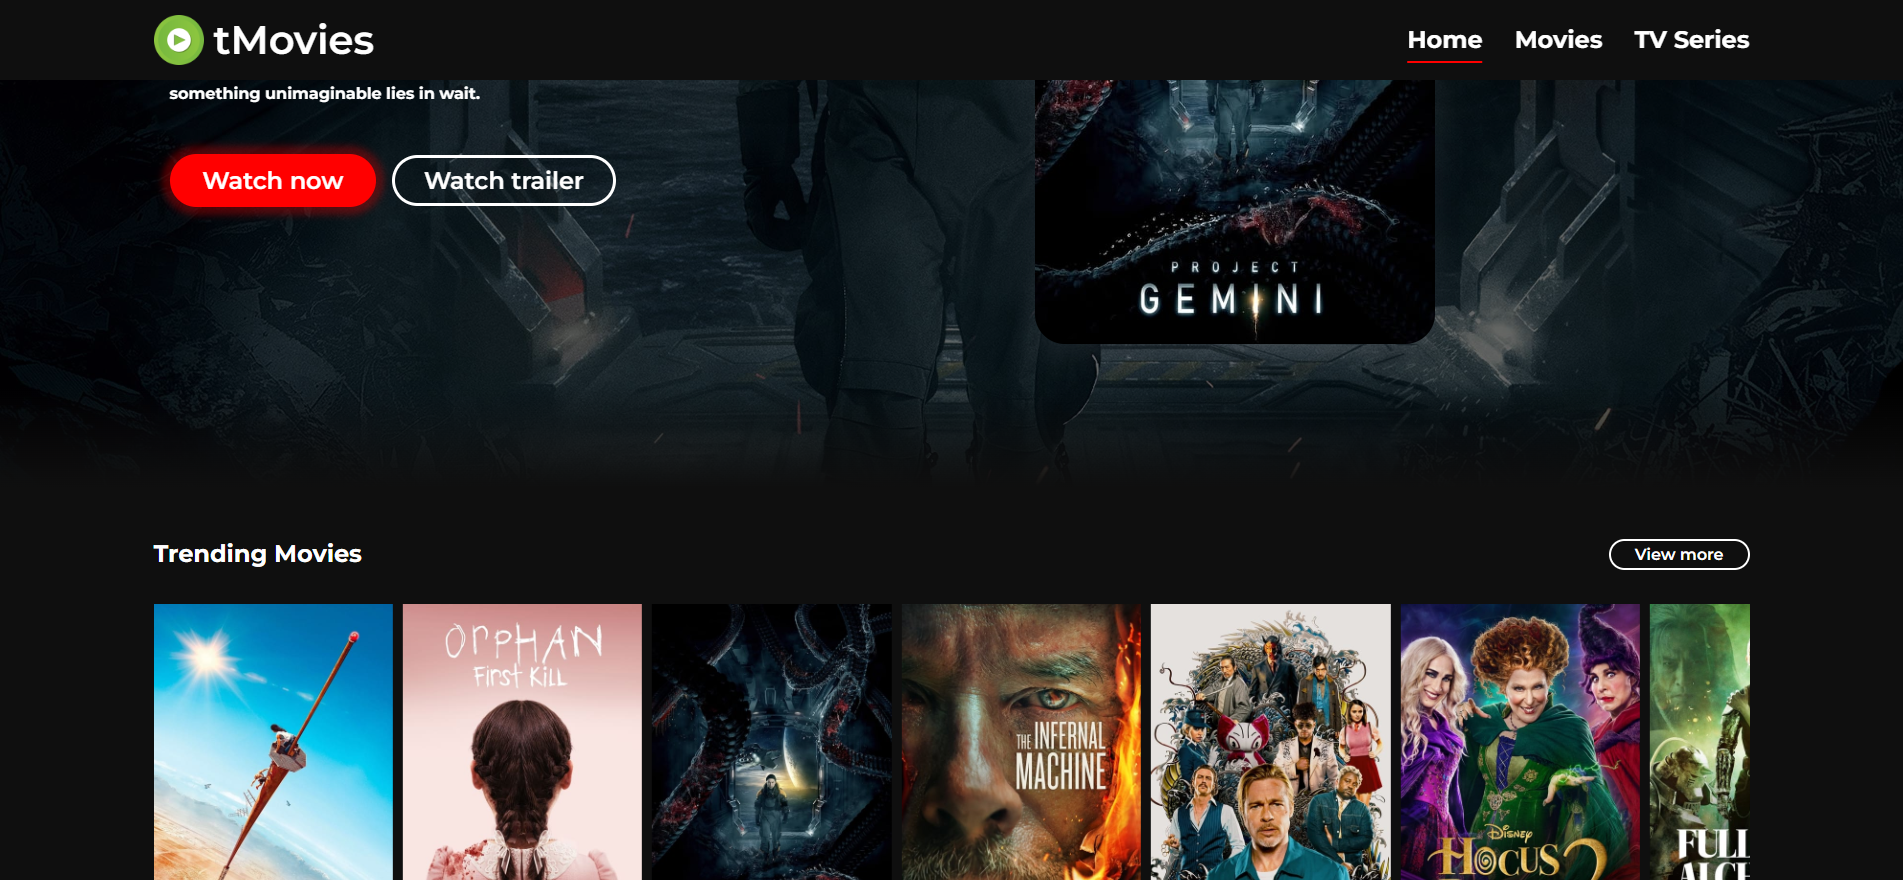 tMovies
Home
Movies
TV Series
something unimaginable lies in wait.
Watch now
Watch trailer
PROJECT
GEMINI
Trending Movies
View more
ORPHAN
First Kill
THE INFERNAL
MACHINE
Disney
HOCUS
2
FULL